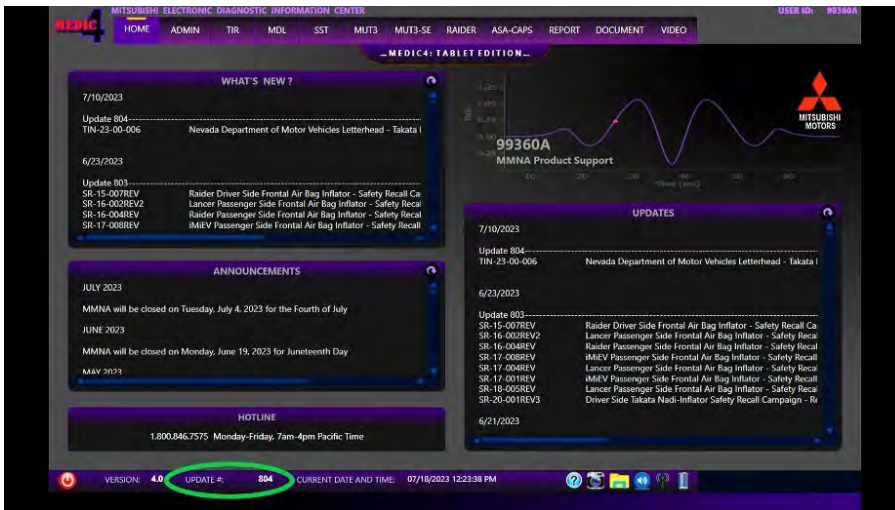 MITSUBISHI ELECTRONIC DIAGNOSTIC INFORMATION CENTER
USER ID: 99360A
MEDIC 4
HOME ADMIN TIR MDL SST MUT3 MUT3-SE RAIDER ASA-CAPS REPORT DOCUMENT VIDEO
...MEDIC4: TABLET EDITION...
WHAT'S NEW ?
7/10/2023
Update 804
TIN-23-00-006 Nevada Department of Motor Vehicles Letterhead - Takata
6/23/2023
Update 803
SR-15-007REV Raider Driver Side Frontal Air Bag Inflator - Safety Recall Ca
SR-16-002REV2 Lancer Passenger Side Frontal Air Bag Inflator - Safety Recal
SR-16-004REV Raider Passenger Side Frontal Air Bag Inflator - Safety Recal
SR-17-008REV iMiEV Passenger Side Frontal Air Bag Inflator - Safety Recall
ANNOUNCEMENTS
JULY 2023
MMNA will be closed on Tuesday, July 4, 2023 for the Fourth of July
JUNE 2023
MMNA will be closed on Monday, June 19, 2023 for Juneteenth Day
MAY 2023
HOTLINE
1.800.846.7575 Monday-Friday, 7am-4pm Pacific Time
99360A
MMNA Product Support
MITSUBISHI
MOTORS
UPDATES
7/10/2023
Update 804
TIN-23-00-006 Nevada Department of Motor Vehicles Letterhead - Takata
6/23/2023
Update 803
SR-15-007REV Raider Driver Side Frontal Air Bag Inflator - Safety Recall Ca
SR-16-002REV2 Lancer Passenger Side Frontal Air Bag Inflator - Safety Recal
SR-16-004REV Raider Passenger Side Frontal Air Bag Inflator - Safety Recal
SR-17-008REV iMiEV Passenger Side Frontal Air Bag Inflator - Safety Recall
SR-17-004REV Lancer Passenger Side Frontal Air Bag Inflator - Safety Recal
SR-17-001REV iMiEV Passenger Side Frontal Air Bag Inflator - Safety Recall
SR-18-005REV Lancer Passenger Side Frontal Air Bag Inflator - Safety Recal
SR-20-001REV3 Driver Side Takata Nadi-Inflator Safety Recall Campaign - Re
6/21/2023
VERSION: 4.0 UPDATE #: 804 CURRENT DATE AND TIME: 07/18/2023 12:23:38 PM